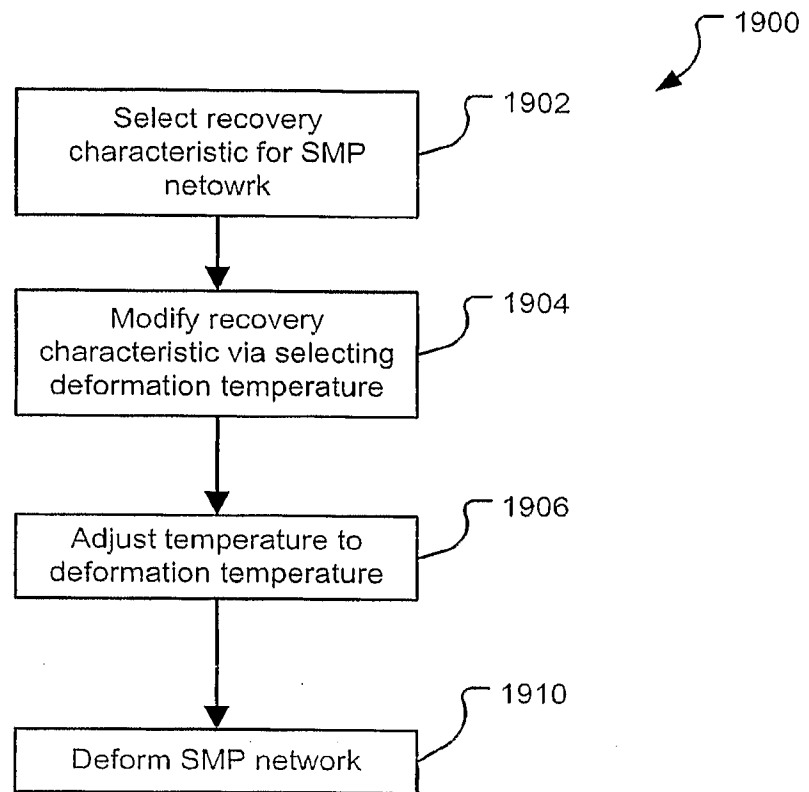 1900
Select recovery
characteristic for SMP
netowrk
1902
Modify recovery
characteristic via selecting
deformation temperature
1904
Adjust temperature to
deformation temperature
1906
Deform SMP network
1910